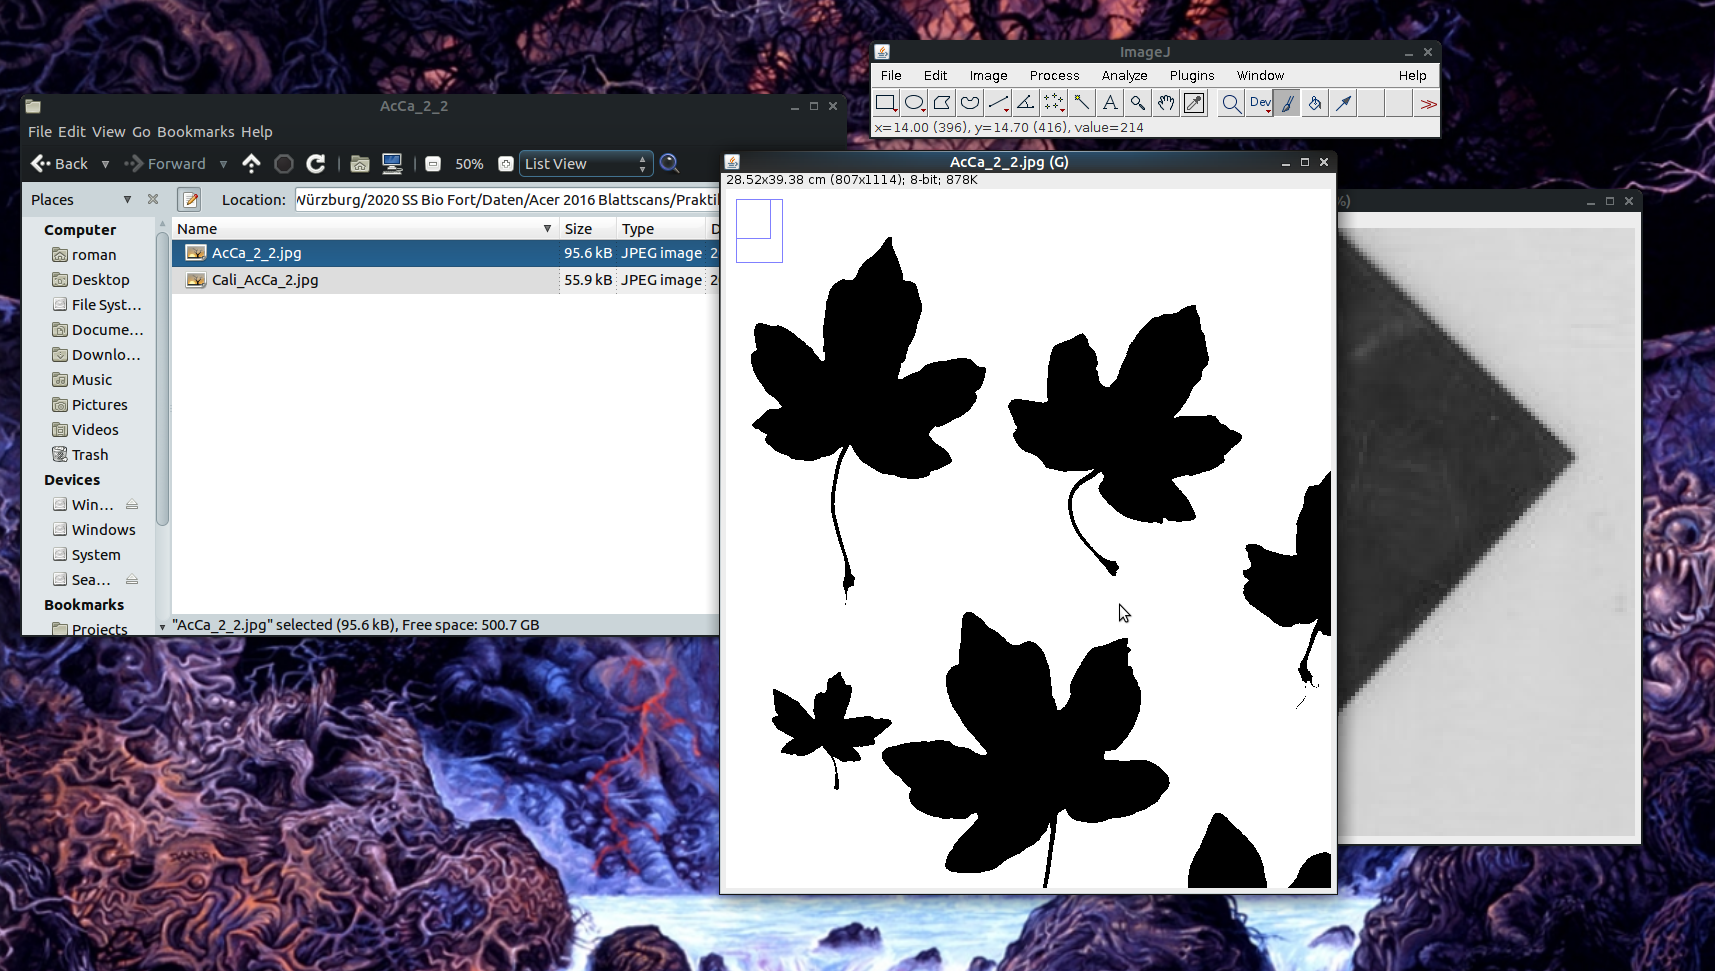 ImageJ
File Edit Image Process Analyze Plugins Window Help
Dev
x=14.00 (396), y=14.70 (416), value=214
AcCa_2_2
File Edit View Go Bookmarks Help
Back Forward 50% List View
Places Location: Würzburg/2020 SS Bio Fort/Daten/Acer 2016 Blattscans/Prakti
Name Size Type D
AcCa_2_2.jpg 95.6 kB JPEG image 2
Cali_AcCa_2.jpg 55.9 kB JPEG image 2
Computer
roman
Desktop
File Syst...
Docume...
Downlo...
Music
Pictures
Videos
Trash
Devices
Win...
Windows
System
Sea...
Bookmarks
Projects
"AcCa_2_2.jpg" selected (95.6 kB), Free space: 500.7 GB
AcCa_2_2.jpg (G)
28.52x39.38 cm (807x1114); 8-bit; 878K
%)